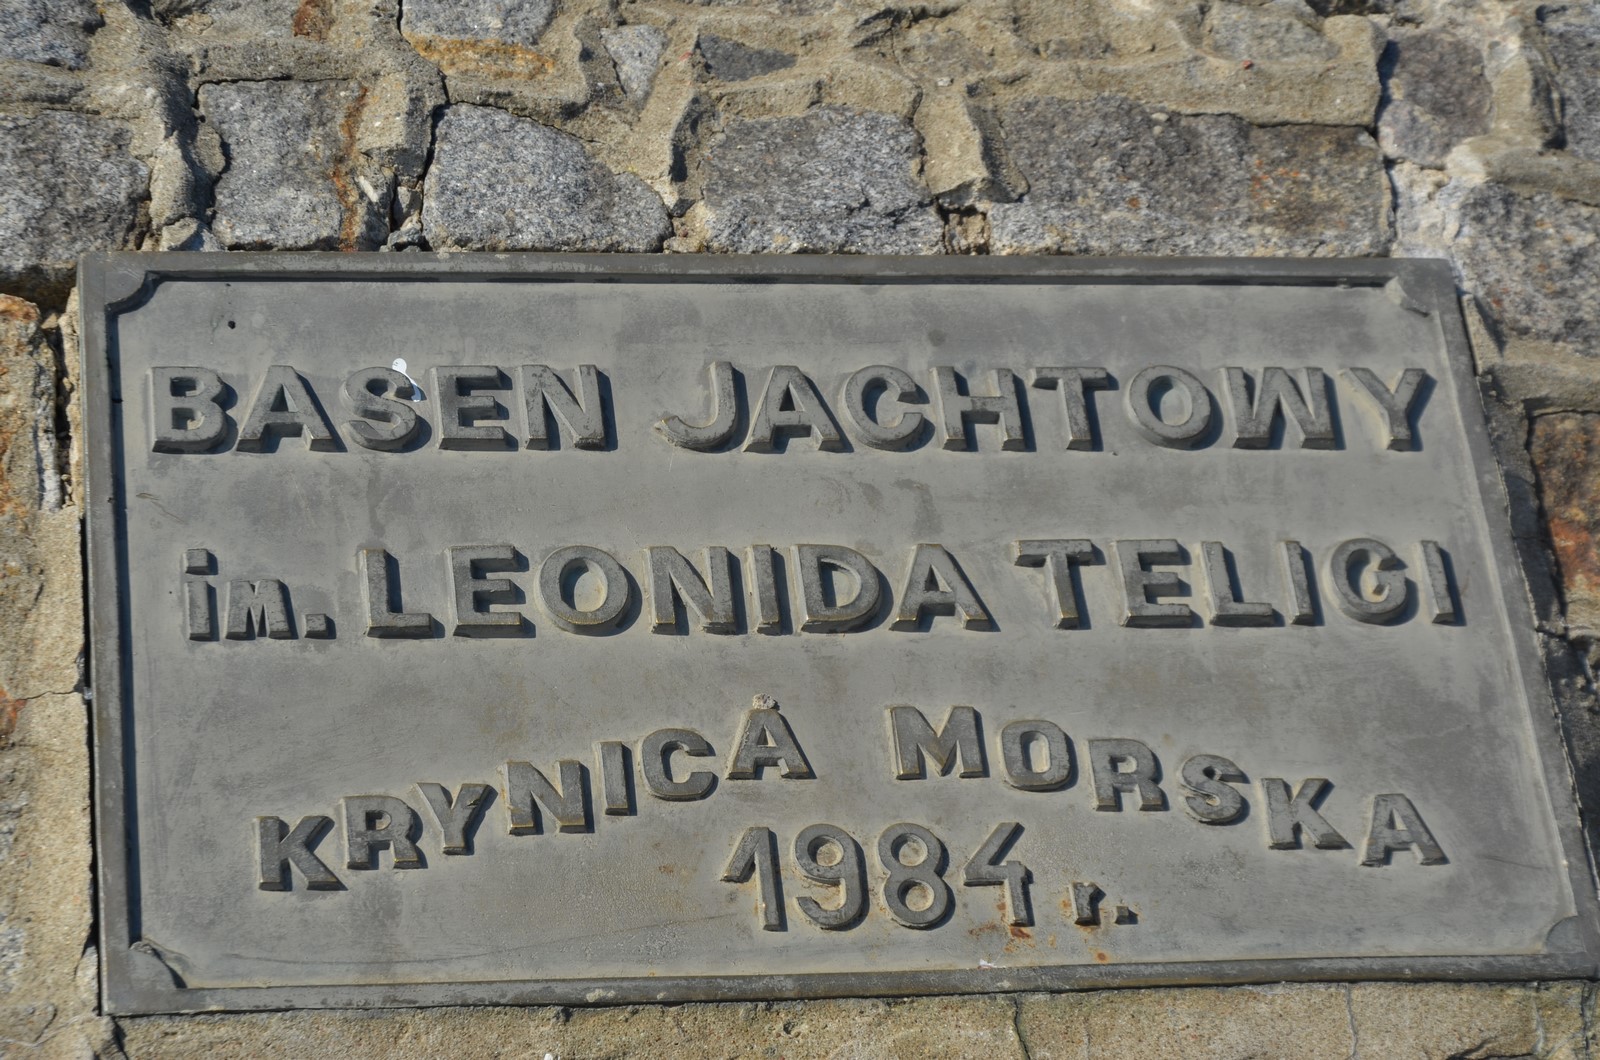 BASEN JACHTOWY
im. LEONIDA TELIGI
KRYNICA MORSKA
1984 r.